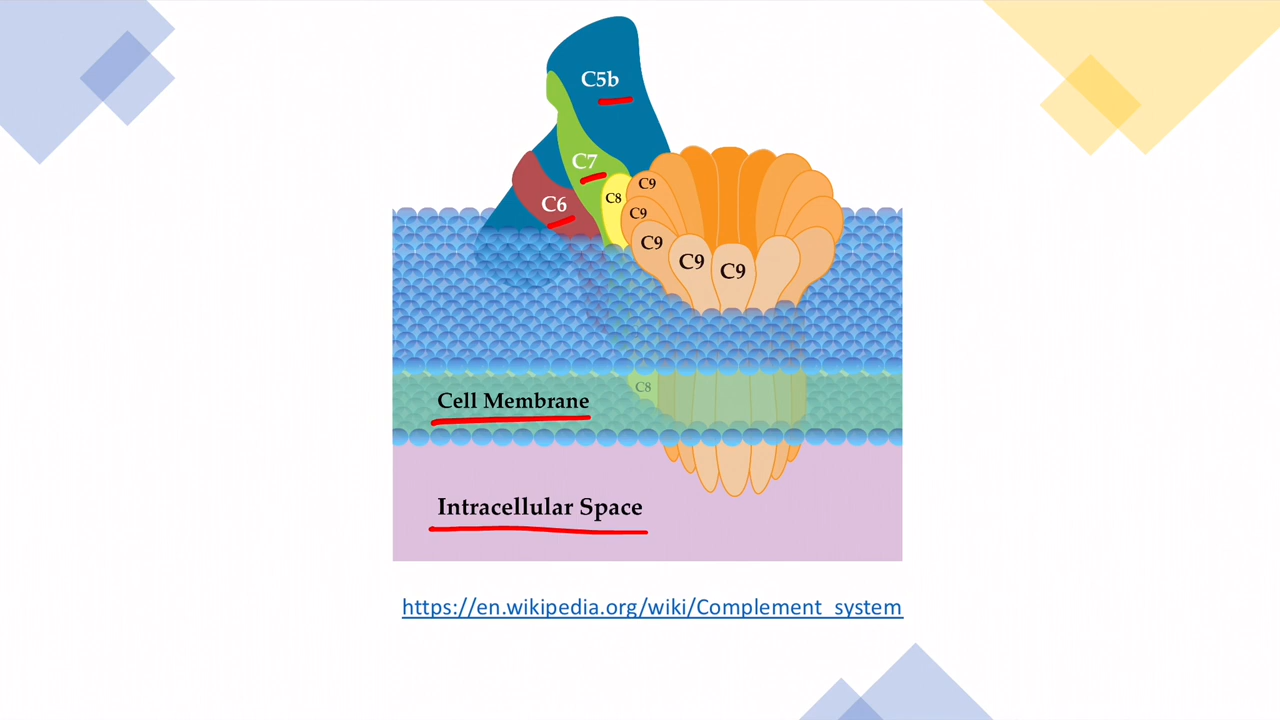 C5b
C7
C6
C8
C9
C9
C9
C9
C9
C8
Cell Membrane
Intracellular Space
https://en.wikipedia.org/wiki/Complement_system